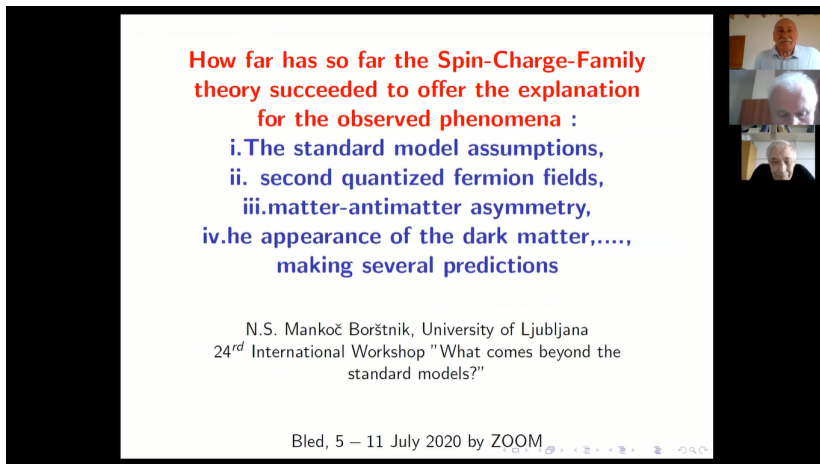 How far has so far the Spin-Charge-Family
theory succeeded to offer the explanation
for the observed phenomena :
i.The standard model assumptions,
ii. second quantized fermion fields,
iii.matter-antimatter asymmetry,
iv.he appearance of the dark matter,....,
making several predictions
N.S. Mankoč Borštnik, University of Ljubljana
24rd International Workshop "What comes beyond the
standard models?"
Bled, 5 – 11 July 2020 by ZOOM